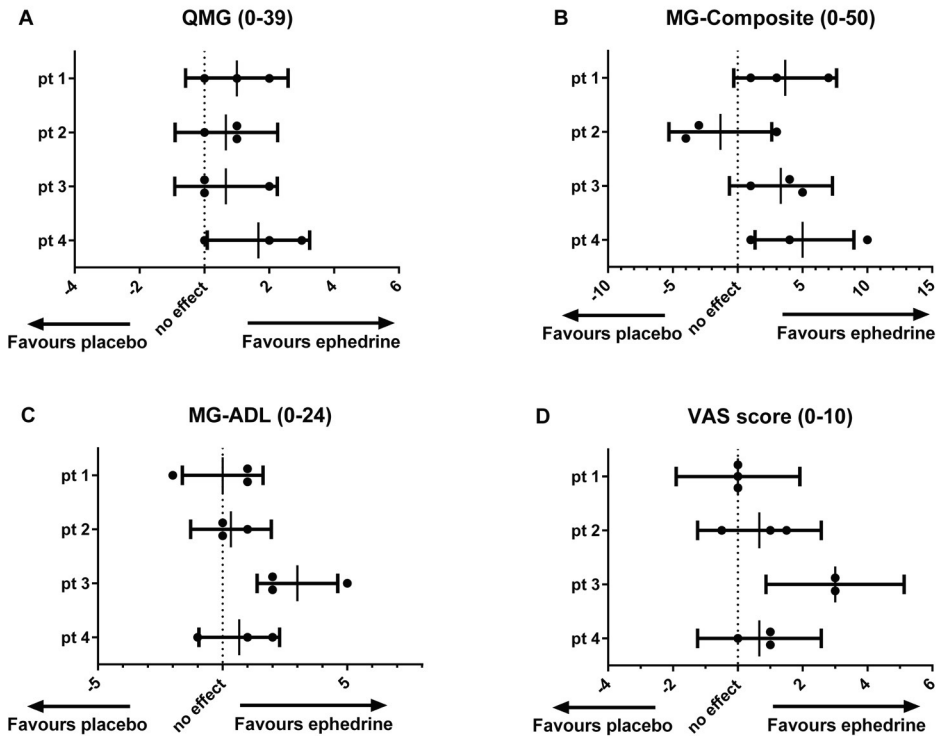 A
QMG (0-39)
pt 1
pt 2
pt 3
pt 4
-4
-2
no effect
2
4
6
Favours placebo
Favours ephedrine
B
MG-Composite (0-50)
pt 1
pt 2
pt 3
pt 4
-10
-5
no effect
5
10
15
Favours placebo
Favours ephedrine
C
MG-ADL (0-24)
pt 1
pt 2
pt 3
pt 4
-5
no effect
5
Favours placebo
Favours ephedrine
D
VAS score (0-10)
pt 1
pt 2
pt 3
pt 4
-4
-2
no effect
2
4
6
Favours placebo
Favours ephedrine